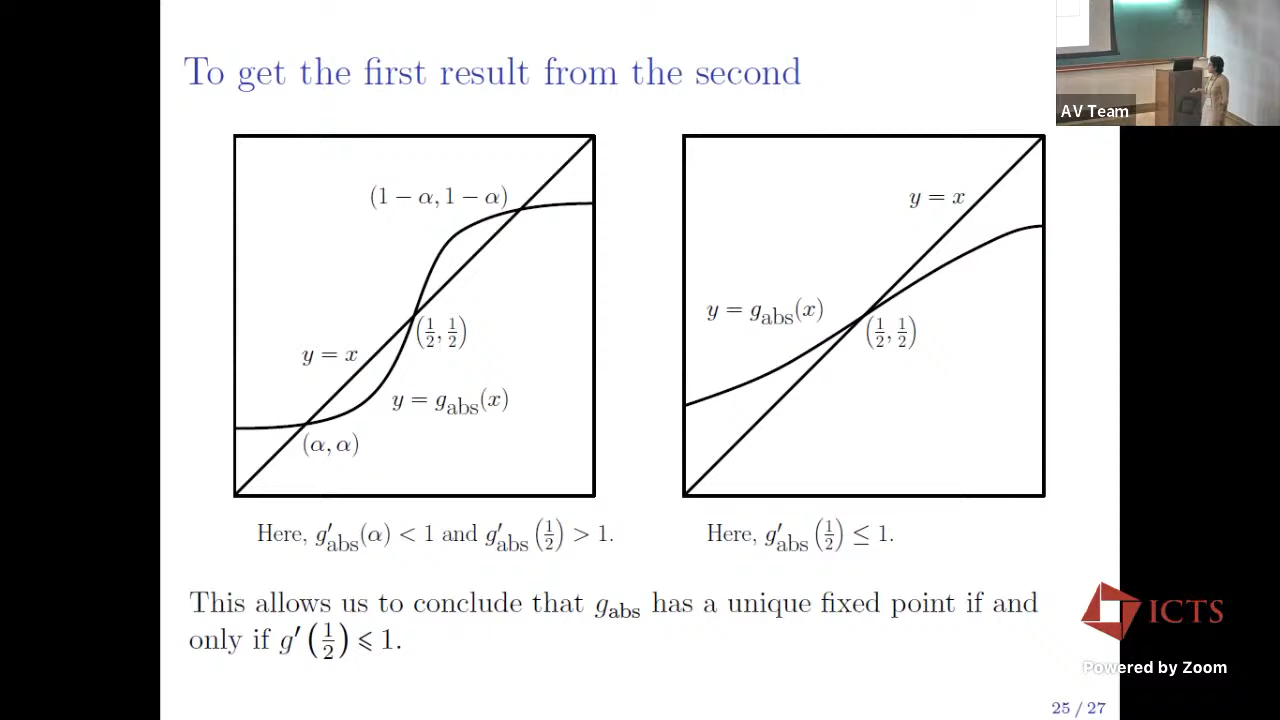 To get the first result from the second
AV Team
(1 − α, 1 − α)
(1/2, 1/2)
y = x
y = g_abs(x)
(α, α)
y = x
y = g_abs(x)
(1/2, 1/2)
Here, g′_abs(α) < 1 and g′_abs (1/2) > 1.
Here, g′_abs (1/2) ≤ 1.
This allows us to conclude that g_abs has a unique fixed point if and
only if g′ (1/2) ⩽ 1.
ICTS
Powered by Zoom
25 / 27